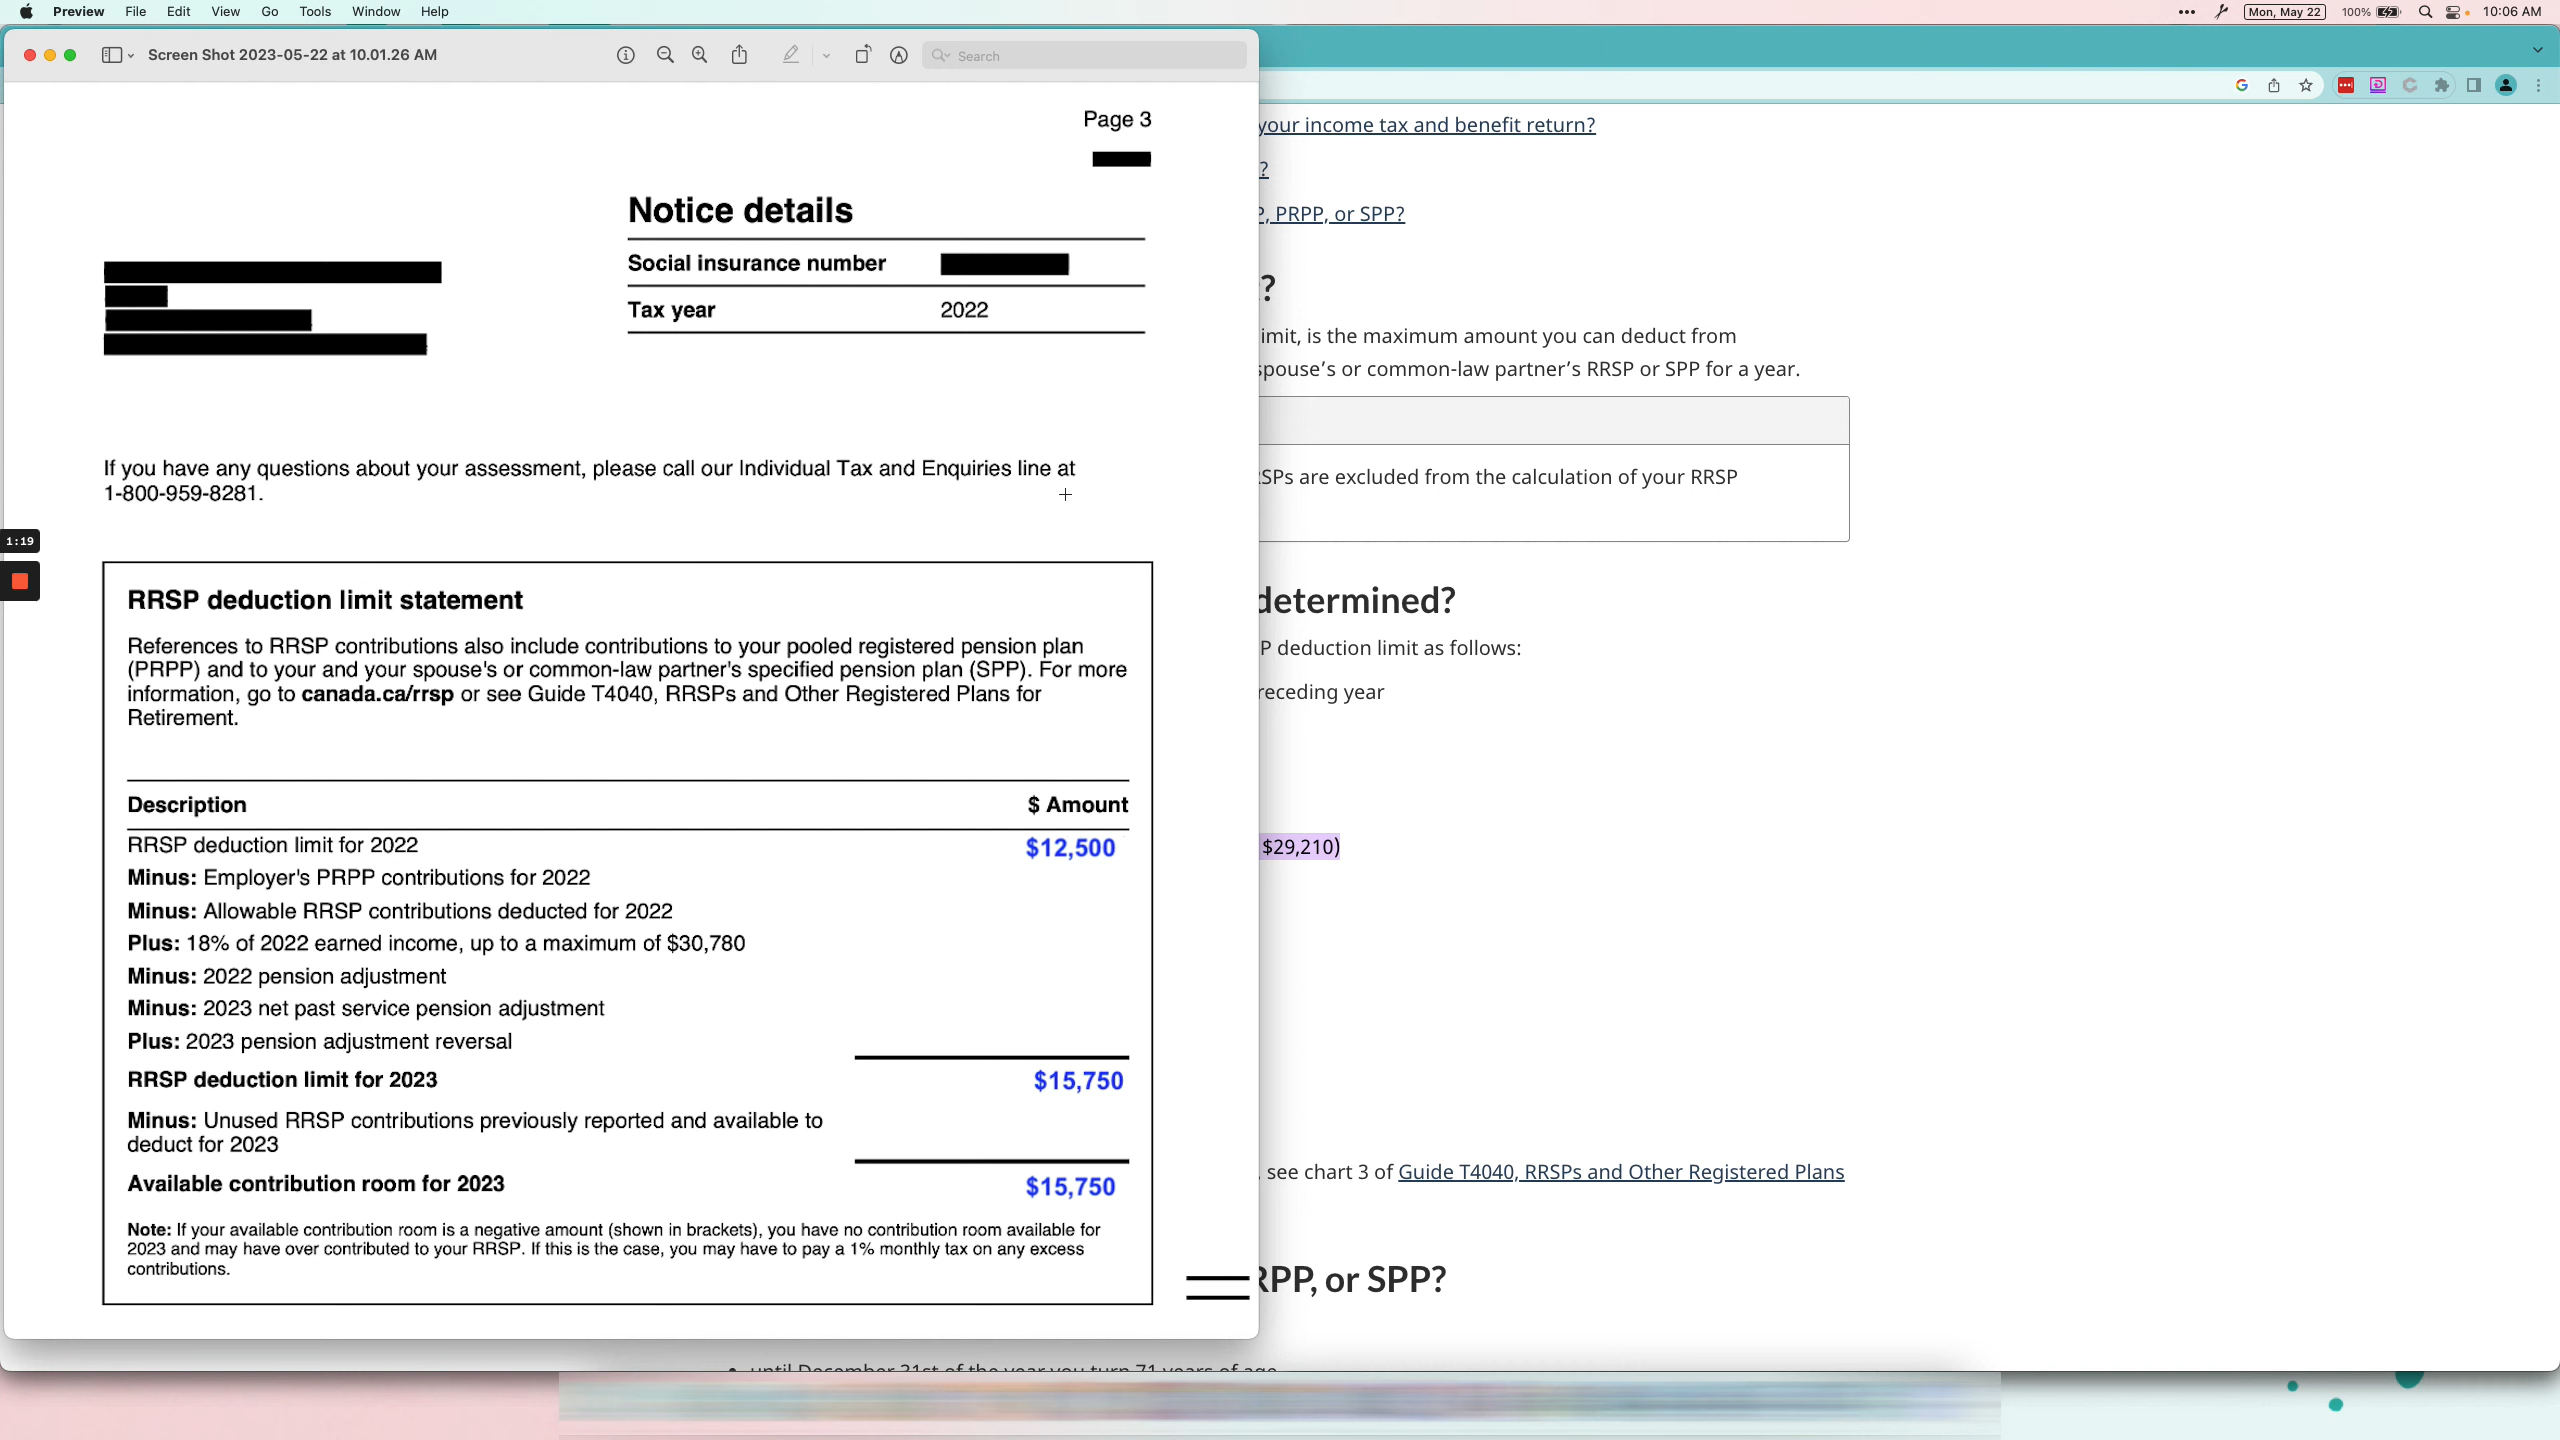 Preview File Edit View Go Tools Window Help
Mon, May 22 100% 10:06 AM
Screen Shot 2023-05-22 at 10.01.26 AM
Search
Page 3
Notice details
Social insurance number
Tax year 2022
If you have any questions about your assessment, please call our Individual Tax and Enquiries line at
1-800-959-8281.
1:19
RRSP deduction limit statement
References to RRSP contributions also include contributions to your pooled registered pension plan
(PRPP) and to your and your spouse's or common-law partner's specified pension plan (SPP). For more
information, go to canada.ca/rrsp or see Guide T4040, RRSPs and Other Registered Plans for
Retirement.
Description $ Amount
RRSP deduction limit for 2022 $12,500
Minus: Employer's PRPP contributions for 2022
Minus: Allowable RRSP contributions deducted for 2022
Plus: 18% of 2022 earned income, up to a maximum of $30,780
Minus: 2022 pension adjustment
Minus: 2023 net past service pension adjustment
Plus: 2023 pension adjustment reversal
RRSP deduction limit for 2023 $15,750
Minus: Unused RRSP contributions previously reported and available to
deduct for 2023
Available contribution room for 2023 $15,750
Note: If your available contribution room is a negative amount (shown in brackets), you have no contribution room available for
2023 and may have over contributed to your RRSP. If this is the case, you may have to pay a 1% monthly tax on any excess
contributions.
your income tax and benefit return?
?
, PRPP, or SPP?
?
imit, is the maximum amount you can deduct from
spouse's or common-law partner's RRSP or SPP for a year.
SPs are excluded from the calculation of your RRSP
determined?
P deduction limit as follows:
receding year
$29,210)
see chart 3 of Guide T4040, RRSPs and Other Registered Plans
RPP, or SPP?
until December 31st of the year you turn 71 years of age